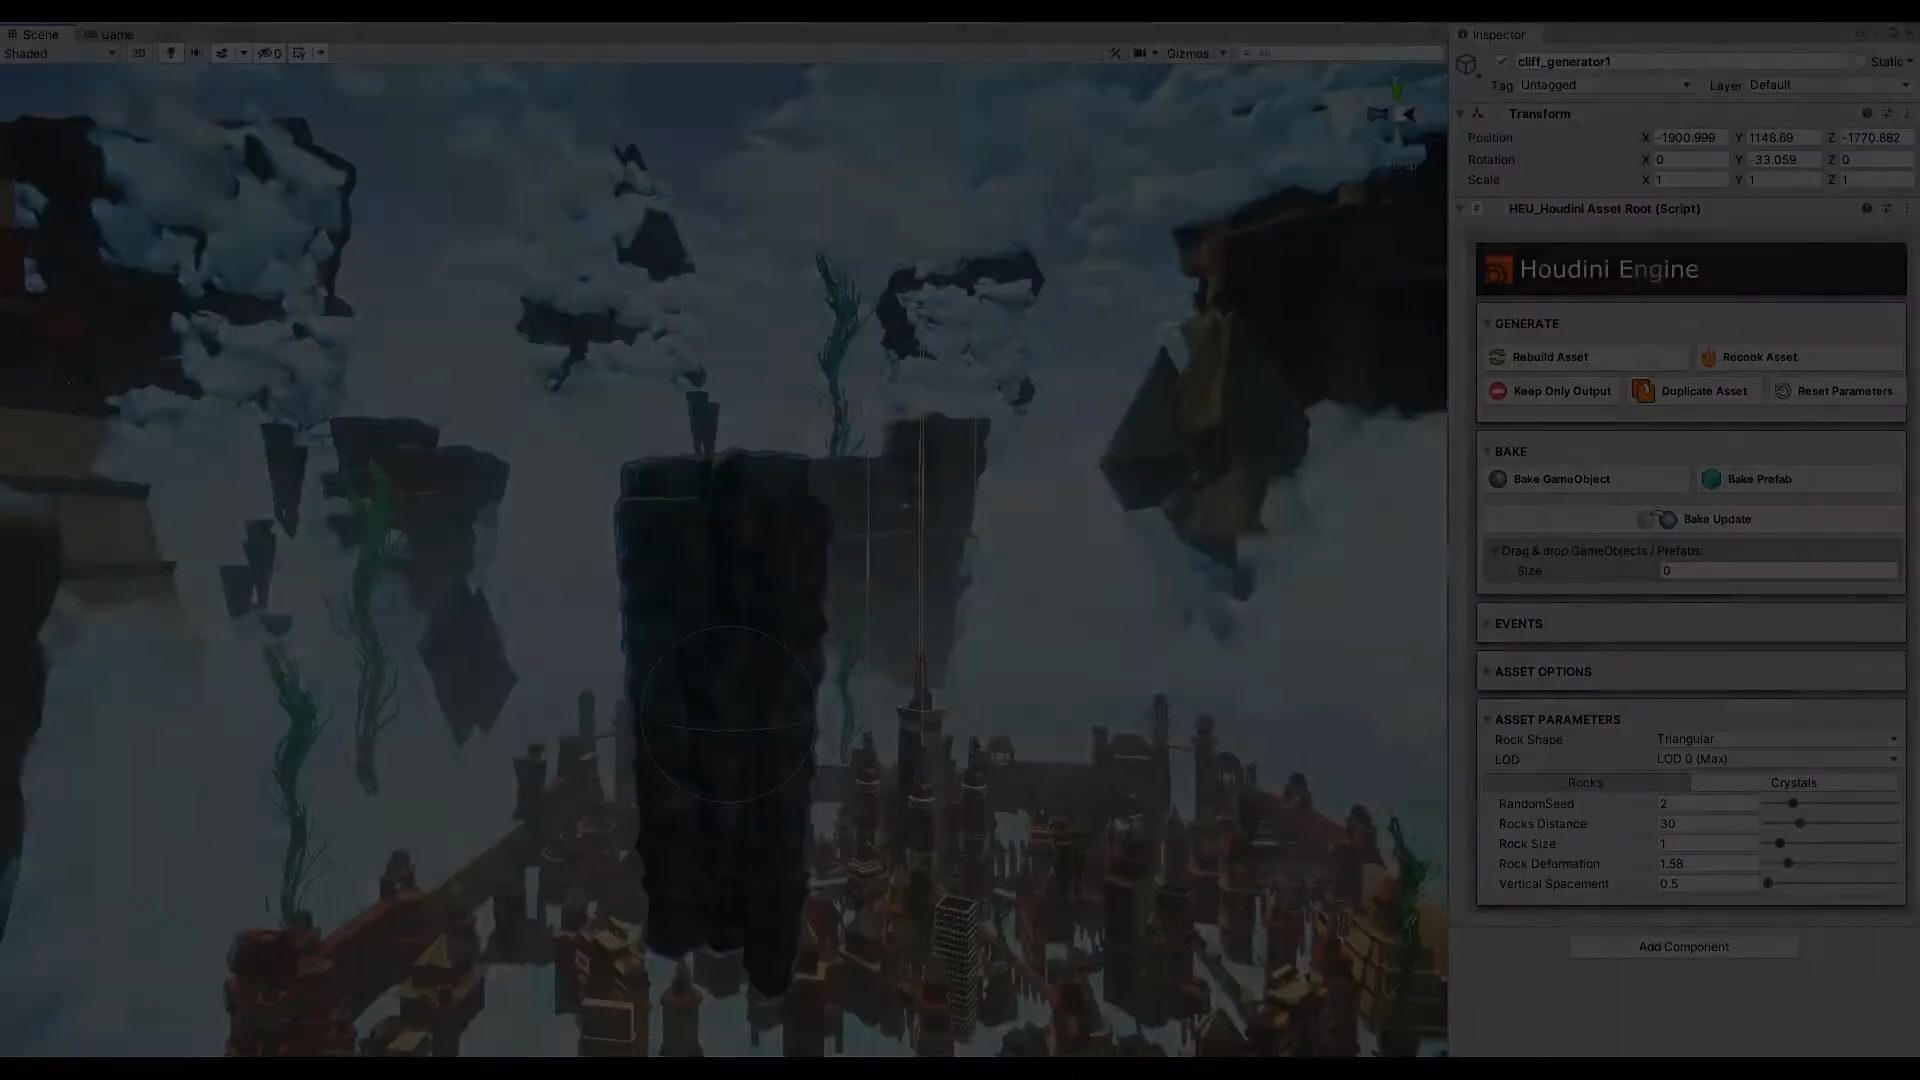 Scene Game
Shaded 2D 0 Gizmos All
Persp
Inspector
cliff_generator1 Static
Tag Untagged Layer Default
Transform
Position X -1900.999 Y 1148.69 Z -1770.882
Rotation X 0 Y -33.059 Z 0
Scale X 1 Y 1 Z 1
# HEU_Houdini Asset Root (Script)
Houdini Engine
GENERATE
Rebuild Asset Recook Asset
Keep Only Output Duplicate Asset Reset Parameters
BAKE
Bake GameObject Bake Prefab
Bake Update
Drag & drop GameObjects / Prefabs:
Size 0
EVENTS
ASSET OPTIONS
ASSET PARAMETERS
Rock Shape Triangular
LOD LOD 0 (Max)
Rocks Crystals
RandomSeed 2
Rocks Distance 30
Rock Size 1
Rock Deformation 1.58
Vertical Spacement 0.5
Add Component